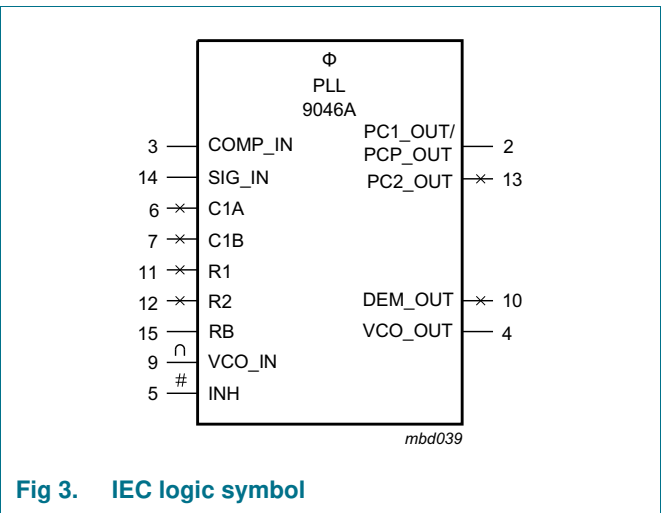 Φ
PLL
9046A
3 COMP_IN
14 SIG_IN
6 C1A
7 C1B
11 R1
12 R2
15 RB
9 ∩ VCO_IN
5 # INH
PC1_OUT/
PCP_OUT 2
PC2_OUT 13
DEM_OUT 10
VCO_OUT 4
mbd039
Fig 3. IEC logic symbol